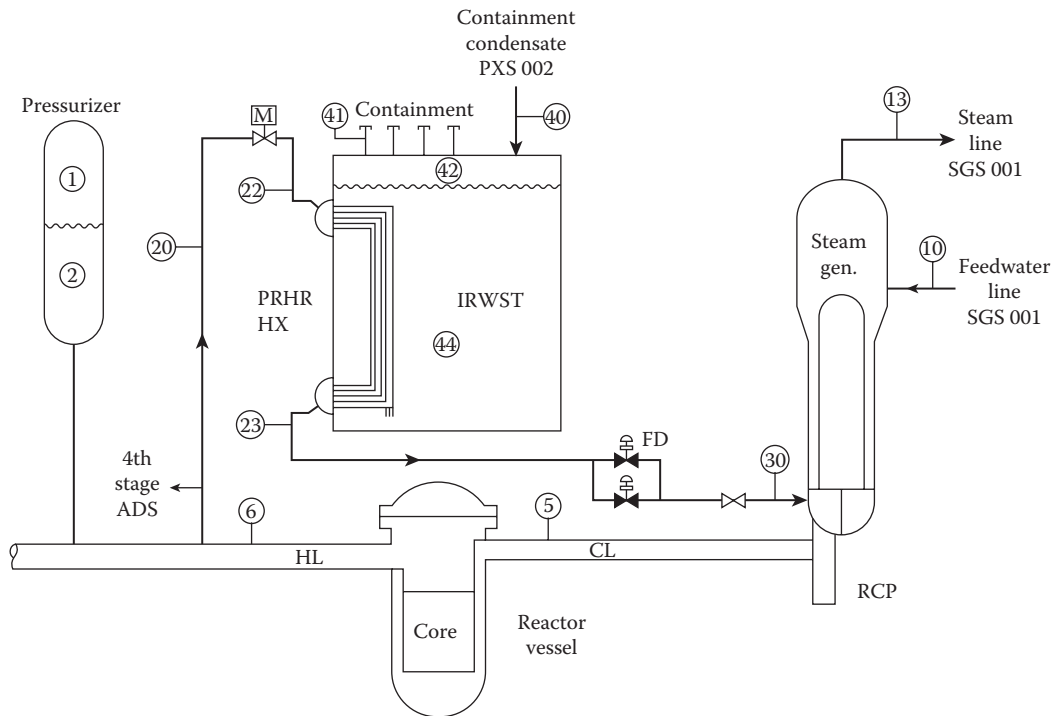 Containment
condensate
PXS 002
Pressurizer
M
41
Containment
40
13
Steam
line
SGS 001
1
42
22
20
2
Steam
gen.
10
Feedwater
line
SGS 001
PRHR
HX
IRWST
44
23
FD
30
4th
stage
ADS
6
5
HL
CL
RCP
Core
Reactor
vessel